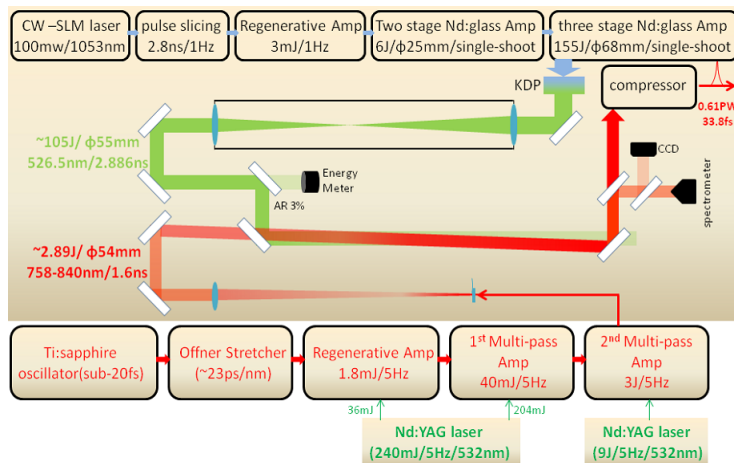 CW –SLM laser
100mw/1053nm
pulse slicing
2.8ns/1Hz
Regenerative Amp
3mJ/1Hz
Two stage Nd:glass Amp
6J/ϕ25mm/single-shoot
three stage Nd:glass Amp
155J/ϕ68mm/single-shoot
KDP
compressor
0.61PW
33.8fs
~105J/ ϕ55mm
526.5nm/2.886ns
Energy
Meter
AR 3%
CCD
spectrometer
~2.89J/ ϕ54mm
758-840nm/1.6ns
Ti:sapphire
oscillator(sub-20fs)
Offner Stretcher
(~23ps/nm)
Regenerative Amp
1.8mJ/5Hz
1st Multi-pass
Amp
40mJ/5Hz
2nd Multi-pass
Amp
3J/5Hz
36mJ
204mJ
Nd:YAG laser
(240mJ/5Hz/532nm)
Nd:YAG laser
(9J/5Hz/532nm)